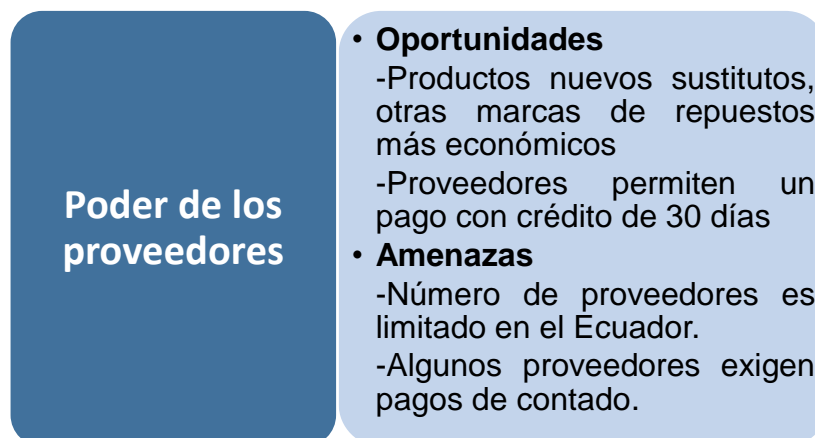 Poder de los
proveedores
• Oportunidades
-Productos nuevos sustitutos,
otras marcas de repuestos
más económicos
-Proveedores permiten un
pago con crédito de 30 días
• Amenazas
-Número de proveedores es
limitado en el Ecuador.
-Algunos proveedores exigen
pagos de contado.